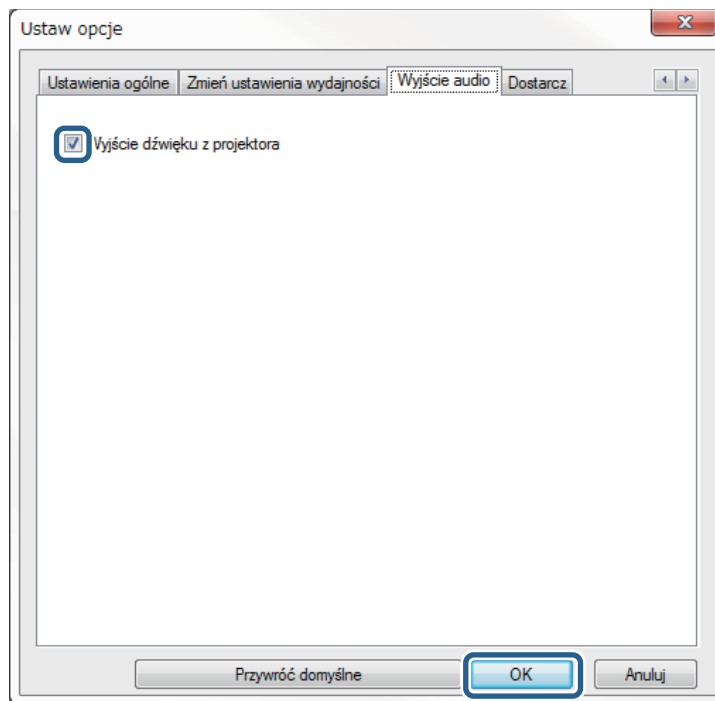 Ustaw opcje
Ustawienia ogólne Zmień ustawienia wydajności Wyjście audio Dostarcz
Wyjście dźwięku z projektora
Przywróć domyślne OK Anuluj